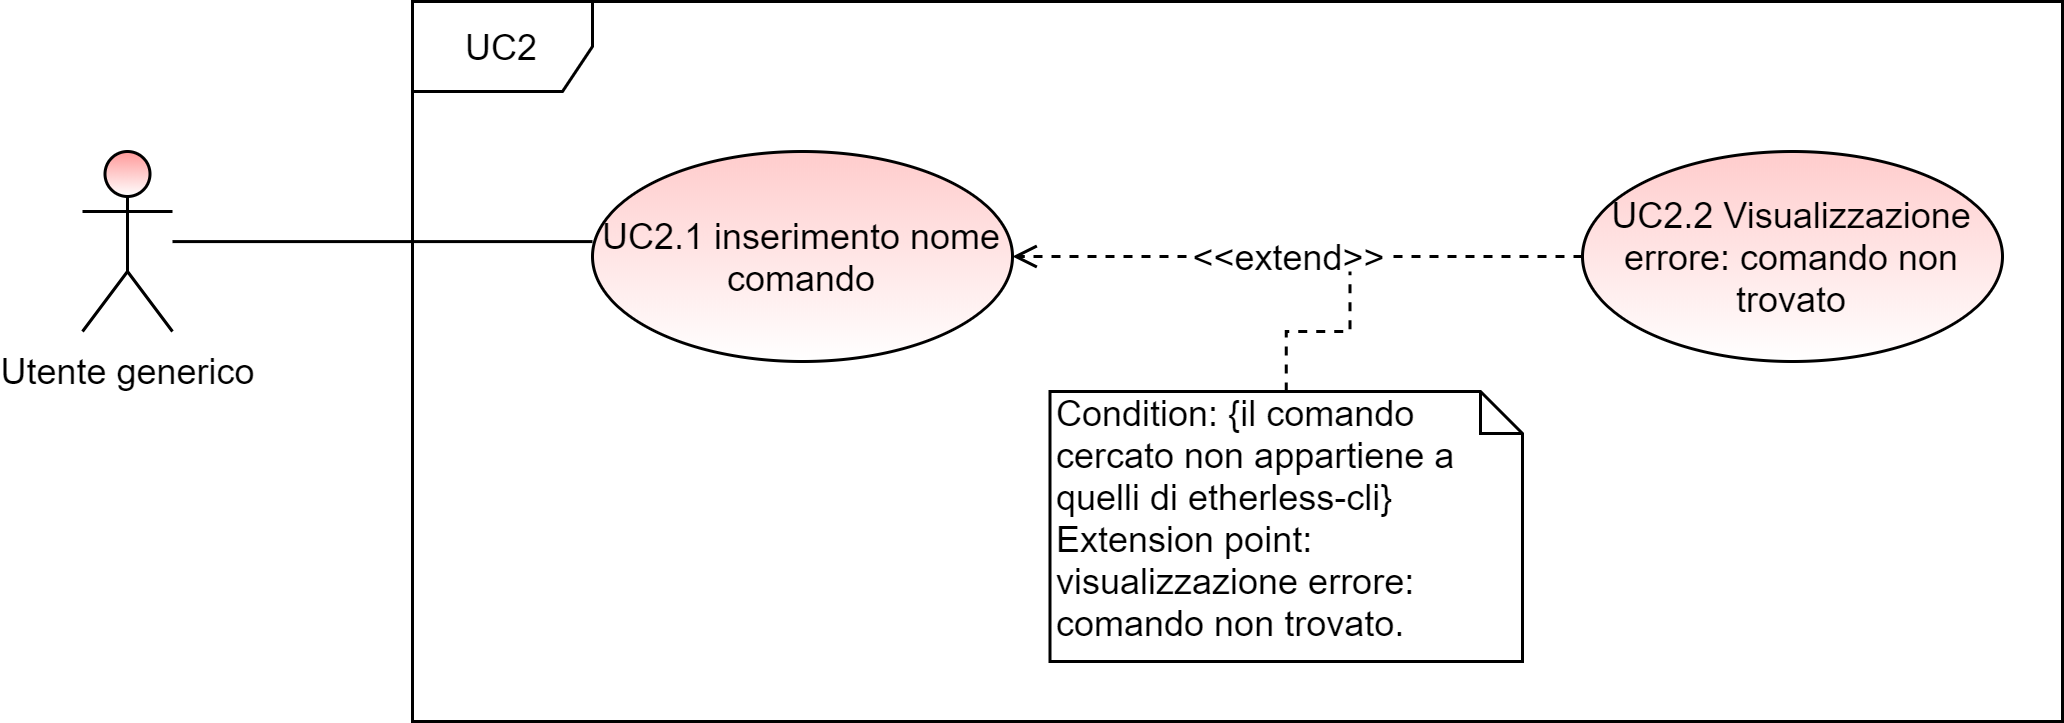 UC2
Utente generico
UC2.1 inserimento nome
comando
<<extend>>
UC2.2 Visualizzazione
errore: comando non
trovato
Condition: {il comando
cercato non appartiene a
quelli di etherless-cli}
Extension point:
visualizzazione errore:
comando non trovato.